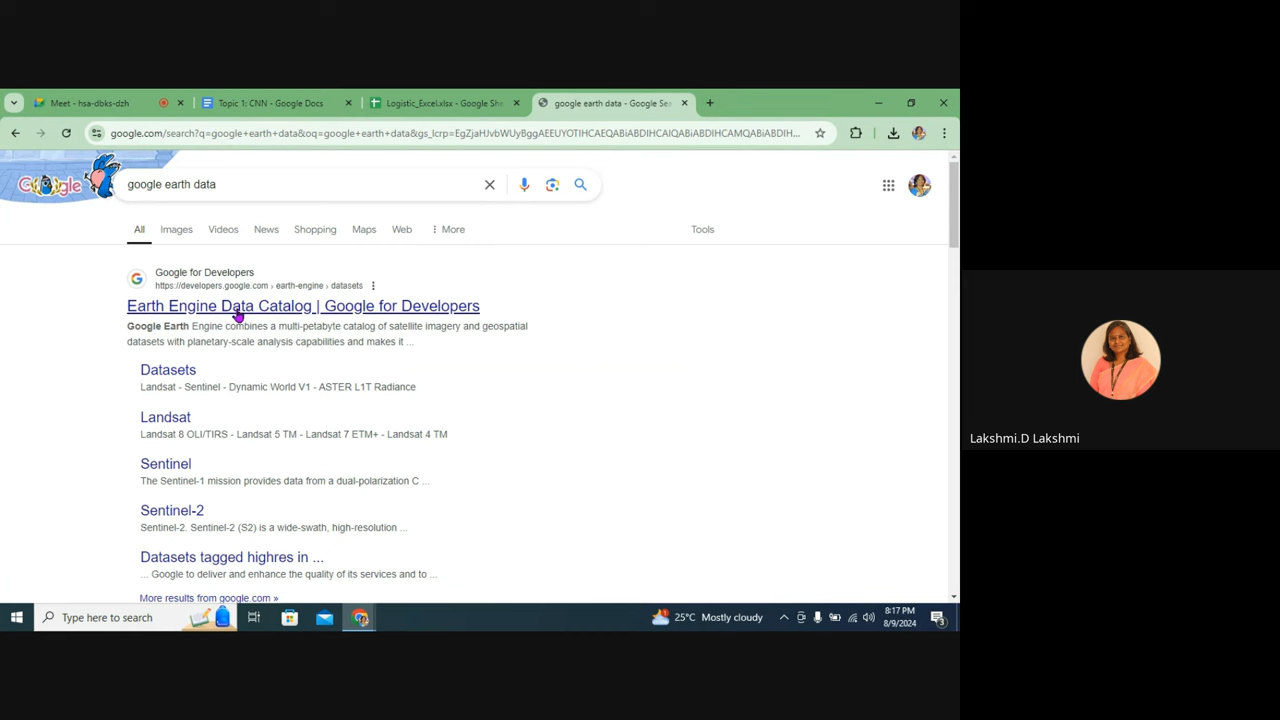 Meet - hsa-dbks-dzh
Topic 1: CNN - Google Docs
Logistic_Excel.xlsx - Google She
google earth data - Google Sea
google.com/search?q=google+earth+data&oq=google+earth+data&gs_lcrp=EgZjaHJvbWUyBggAEEUYOTIHCAEQABiABDIHCAIQABiABDIHCAMQABiABDIH...
google earth data
All
Images
Videos
News
Shopping
Maps
Web
More
Tools
Google for Developers
https://developers.google.com › earth-engine › datasets
Earth Engine Data Catalog | Google for Developers
Google Earth Engine combines a multi-petabyte catalog of satellite imagery and geospatial
datasets with planetary-scale analysis capabilities and makes it ...
Datasets
Landsat - Sentinel - Dynamic World V1 - ASTER L1T Radiance
Landsat
Landsat 8 OLI/TIRS - Landsat 5 TM - Landsat 7 ETM+ - Landsat 4 TM
Sentinel
The Sentinel-1 mission provides data from a dual-polarization C ...
Sentinel-2
Sentinel-2. Sentinel-2 (S2) is a wide-swath, high-resolution ...
Datasets tagged highres in ...
... Google to deliver and enhance the quality of its services and to ...
More results from google.com »
Lakshmi.D Lakshmi
Type here to search
25°C Mostly cloudy
8:17 PM
8/9/2024
3